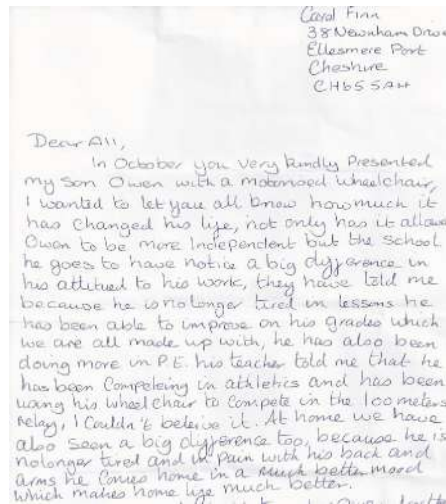 Carol Finn
38 Newnham Drive
Ellesmere Port
Cheshire
CH65 5AH
Dear All,
In October you very kindly Presented
my Son Owen with a motorised wheelchair,
I wanted to let you all know how much it
has changed his life, not only has it allowe
Owen to be more Independent but the School
he goes to have notice a big difference in
his attitued to his work, they have told me
because he is no longer tired in lessons he
has been able to improve on his grades which
we are all made up with, he has also been
doing more in P.E. his teacher told me that he
has been Competeing in athletics and has been
using his wheelchair to Compete in the 100 meters
relay, I Couldn't beleive it. At home we have
also seen a big difference too, because he is
nolonger tired and in pain with his back and
arms he Comes home in a much better mood
which makes home life much better.